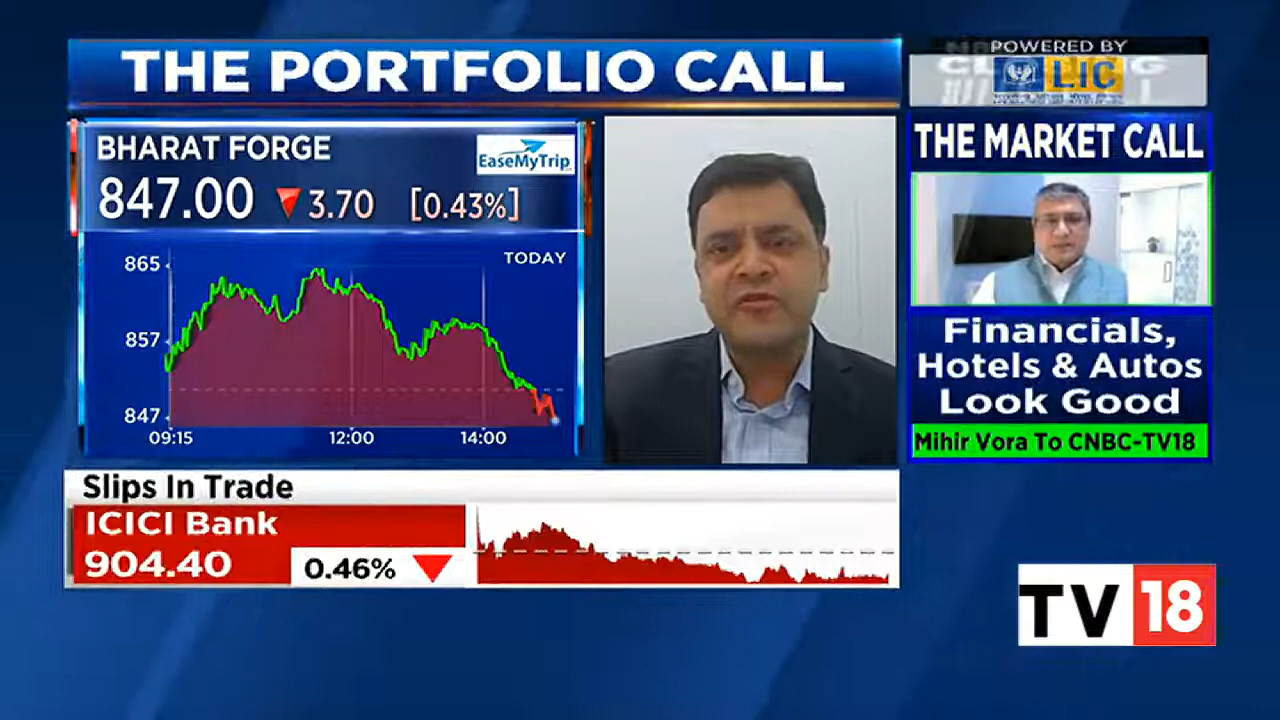 THE PORTFOLIO CALL
BHARAT FORGE
EaseMyTrip
847.00 ▼ 3.70 [0.43%]
TODAY
865
857
847
09:15 12:00 14:00
Slips In Trade
ICICI Bank
904.40 0.46% ▼
POWERED BY
LIC
THE MARKET CALL
Financials,
Hotels & Autos
Look Good
Mihir Vora To CNBC-TV18
TV 18